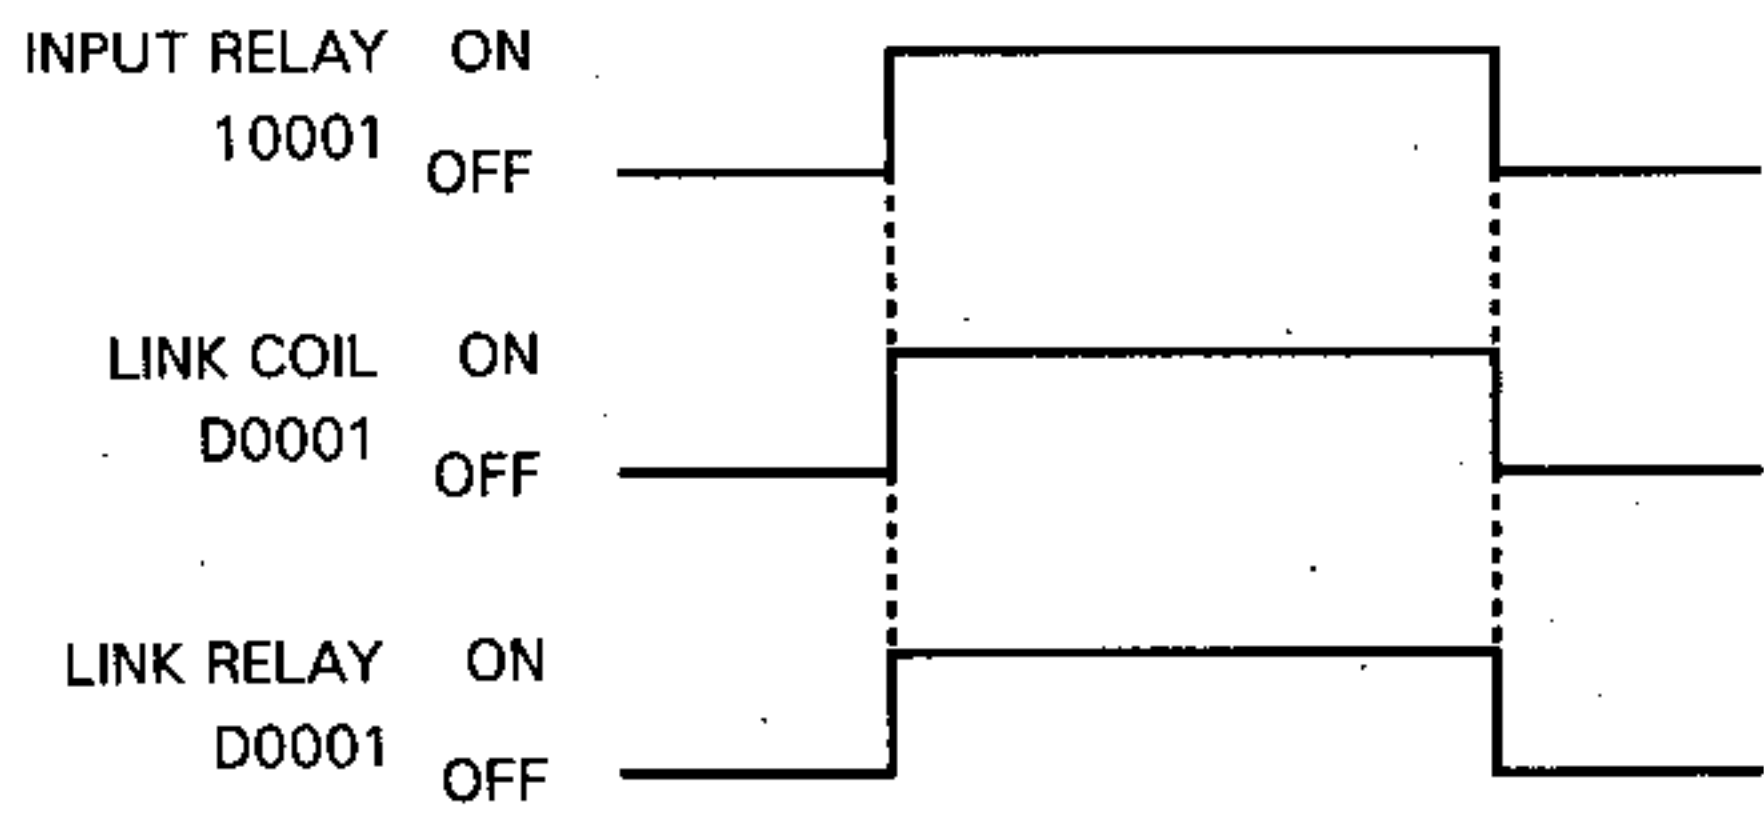 INPUT RELAY ON
10001
OFF
LINK COIL ON
D0001
OFF
LINK RELAY ON
D0001
OFF